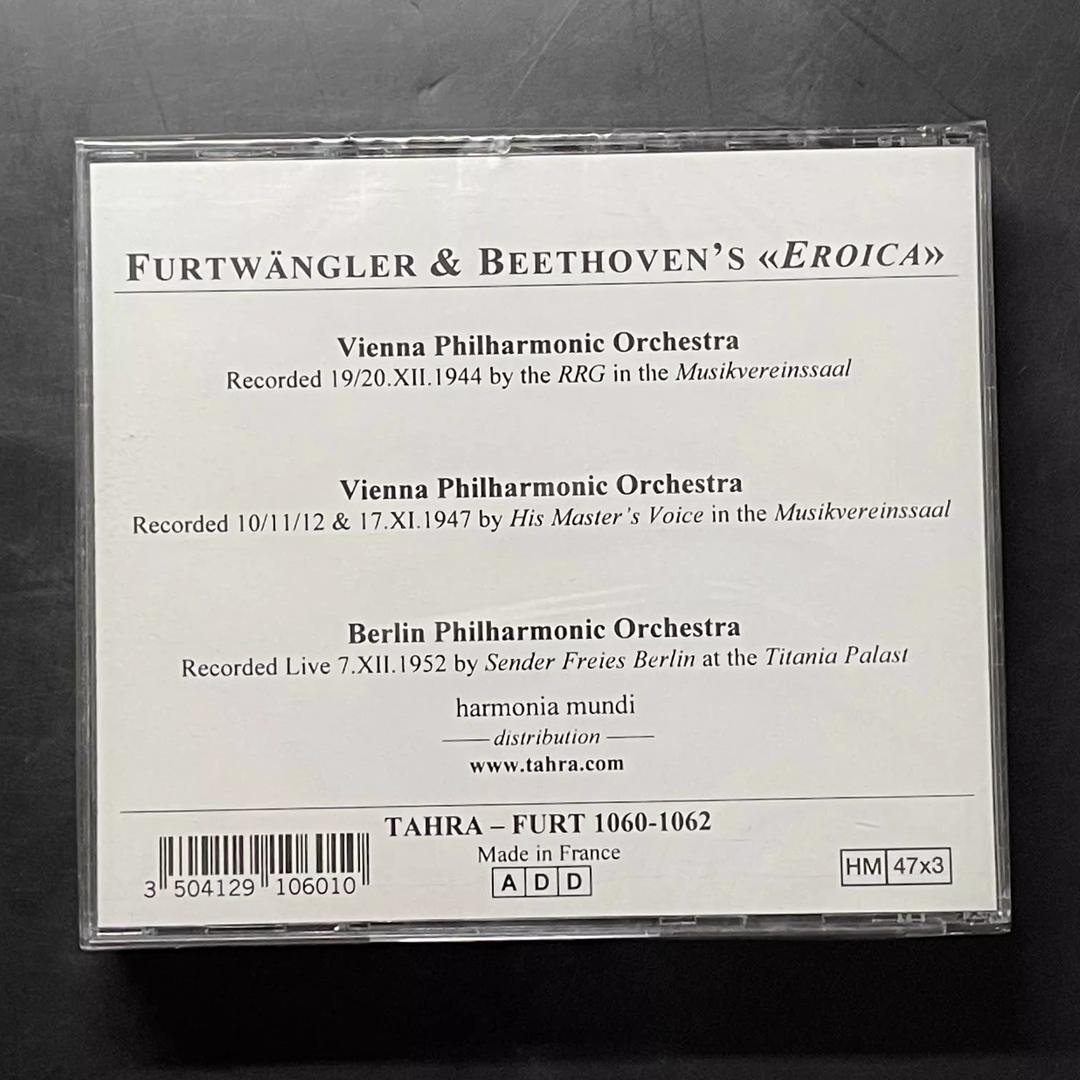 FURTWÄNGLER & BEETHOVEN'S «EROICA»
Vienna Philharmonic Orchestra
Recorded 19/20.XII.1944 by the RRG in the Musikvereinssaal
Vienna Philharmonic Orchestra
Recorded 10/11/12 & 17.XI.1947 by His Master's Voice in the Musikvereinssaal
Berlin Philharmonic Orchestra
Recorded Live 7.XII.1952 by Sender Freies Berlin at the Titania Palast
harmonia mundi
distribution
www.tahra.com
TAHRA – FURT 1060-1062
Made in France
A D D
3 504129 106010
HM 47x3